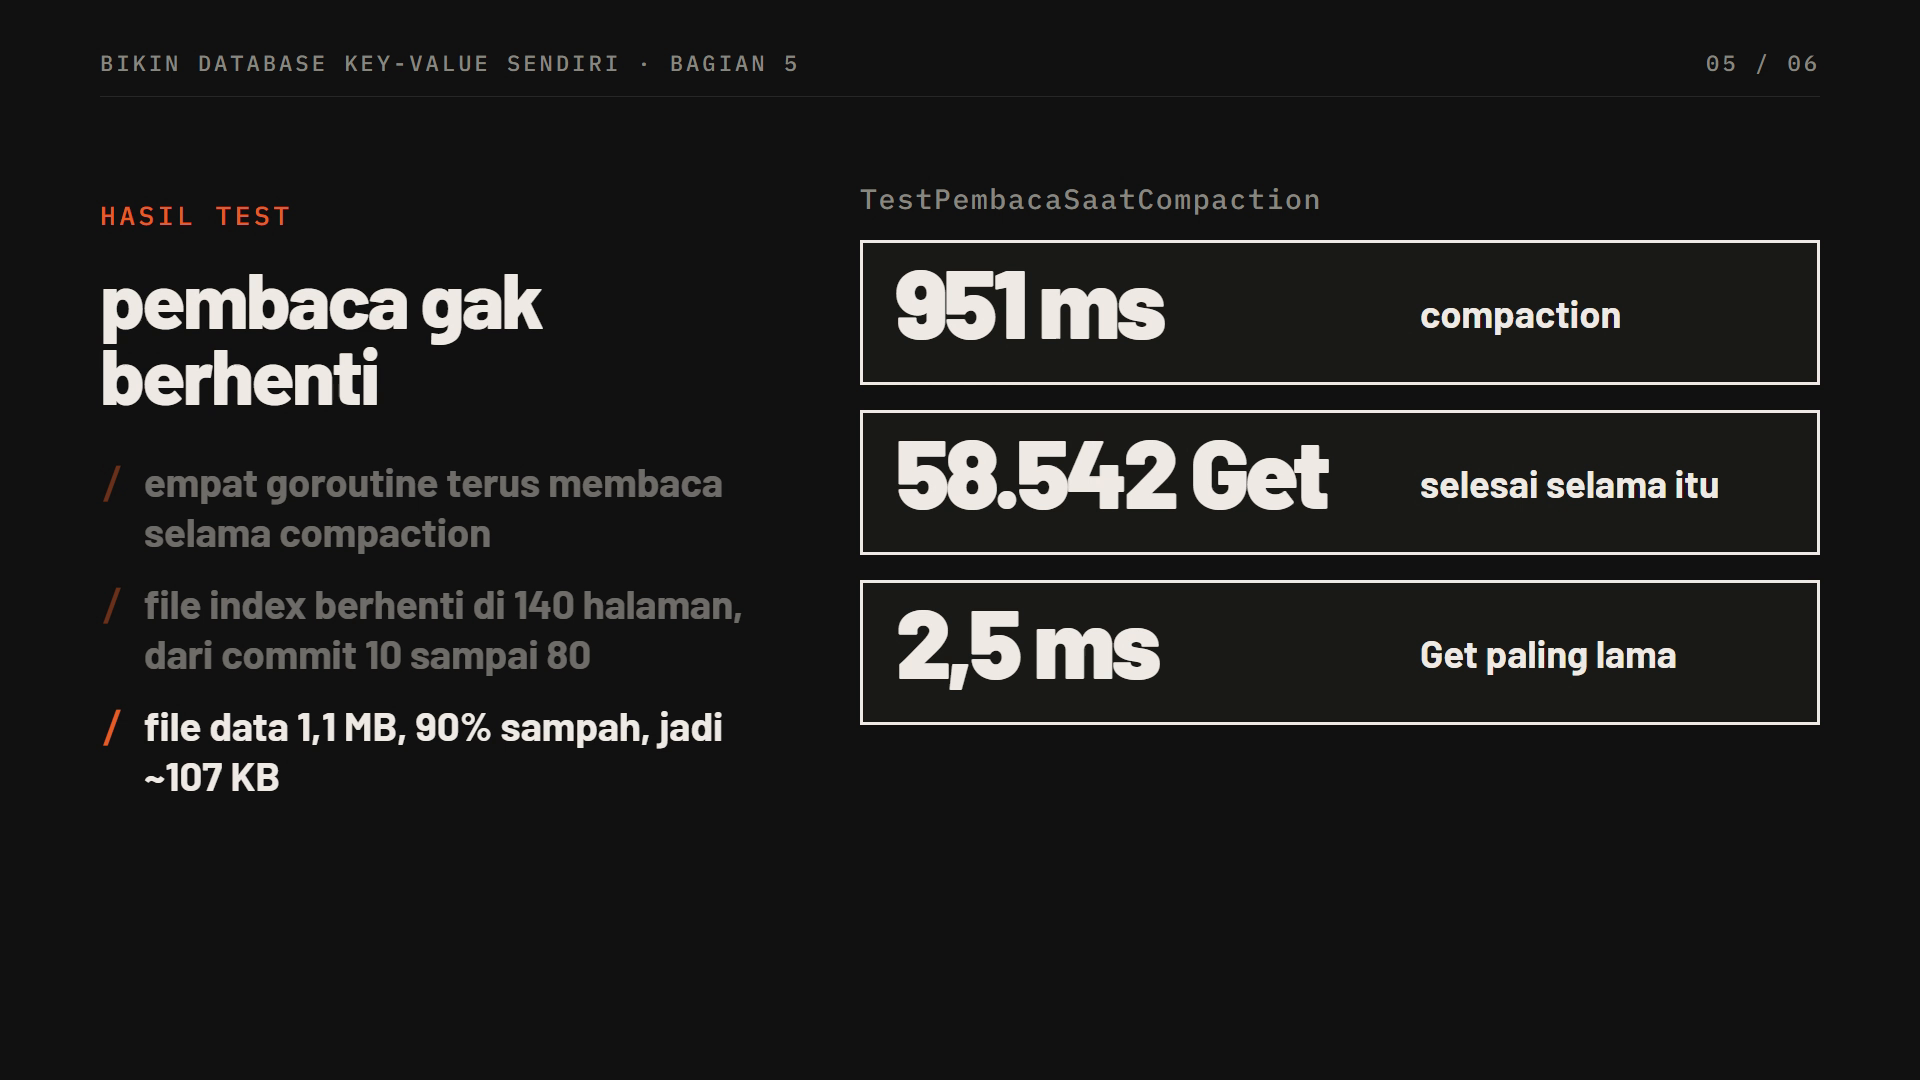 BIKIN DATABASE KEY-VALUE SENDIRI · BAGIAN 5
05 / 06
HASIL TEST
pembaca gak
berhenti
/ empat goroutine terus membaca
selama compaction
/ file index berhenti di 140 halaman,
dari commit 10 sampai 80
/ file data 1,1 MB, 90% sampah, jadi
~107 KB
TestPembacaSaatCompaction
951 ms compaction
58.542 Get selesai selama itu
2,5 ms Get paling lama